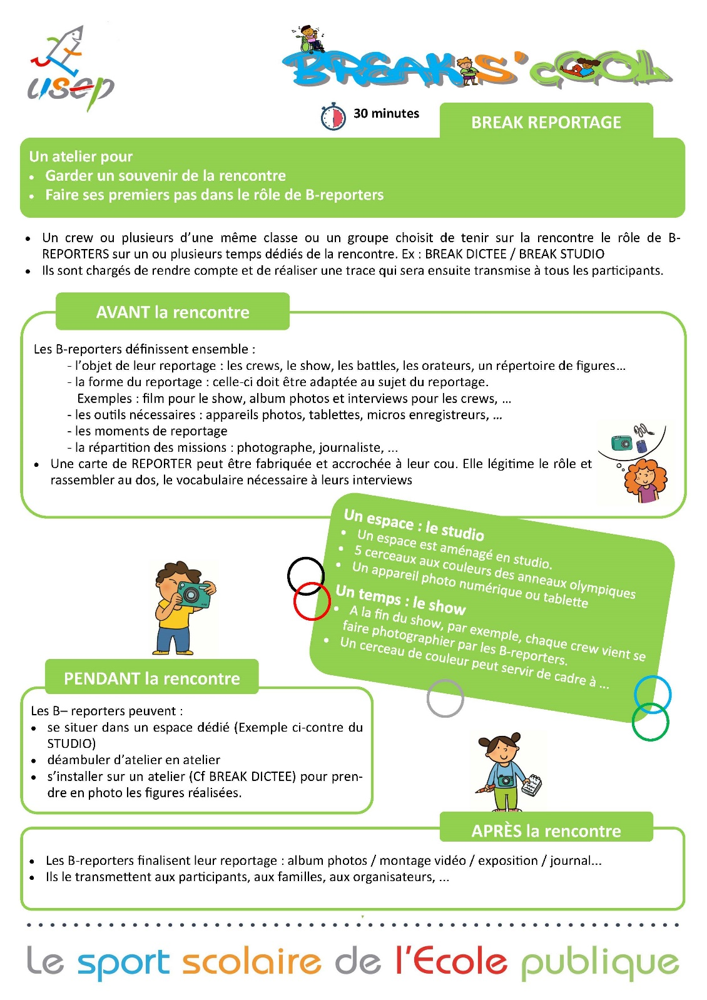 usep
BREAK S' COOL
30 minutes
BREAK REPORTAGE
Un atelier pour
• Garder un souvenir de la rencontre
• Faire ses premiers pas dans le rôle de B-reporters
• Un crew ou plusieurs d'une même classe ou un groupe choisit de tenir sur la rencontre le rôle de B-
REPORTERS sur un ou plusieurs temps dédiés de la rencontre. Ex : BREAK DICTEE / BREAK STUDIO
• Ils sont chargés de rendre compte et de réaliser une trace qui sera ensuite transmise à tous les participants.
AVANT la rencontre
Les B-reporters définissent ensemble :
- l'objet de leur reportage : les crews, le show, les battles, les orateurs, un répertoire de figures…
- la forme du reportage : celle-ci doit être adaptée au sujet du reportage.
Exemples : film pour le show, album photos et interviews pour les crews, …
- les outils nécessaires : appareils photos, tablettes, micros enregistreurs, …
- les moments de reportage
- la répartition des missions : photographe, journaliste, ...
• Une carte de REPORTER peut être fabriquée et accrochée à leur cou. Elle légitime le rôle et
rassembler au dos, le vocabulaire nécessaire à leurs interviews
Un espace : le studio
• Un espace est aménagé en studio.
• 5 cerceaux aux couleurs des anneaux olympiques
• Un appareil photo numérique ou tablette
Un temps : le show
• A la fin du show, par exemple, chaque crew vient se
faire photographier par les B-reporters.
• Un cerceau de couleur peut servir de cadre à ...
PENDANT la rencontre
Les B– reporters peuvent :
• se situer dans un espace dédié (Exemple ci-contre du
STUDIO)
• déambuler d'atelier en atelier
• s'installer sur un atelier (Cf BREAK DICTEE) pour pren-
dre en photo les figures réalisées.
APRÈS la rencontre
• Les B-reporters finalisent leur reportage : album photos / montage vidéo / exposition / journal...
• Ils le transmettent aux participants, aux familles, aux organisateurs, ...
Le sport scolaire de l'Ecole publique